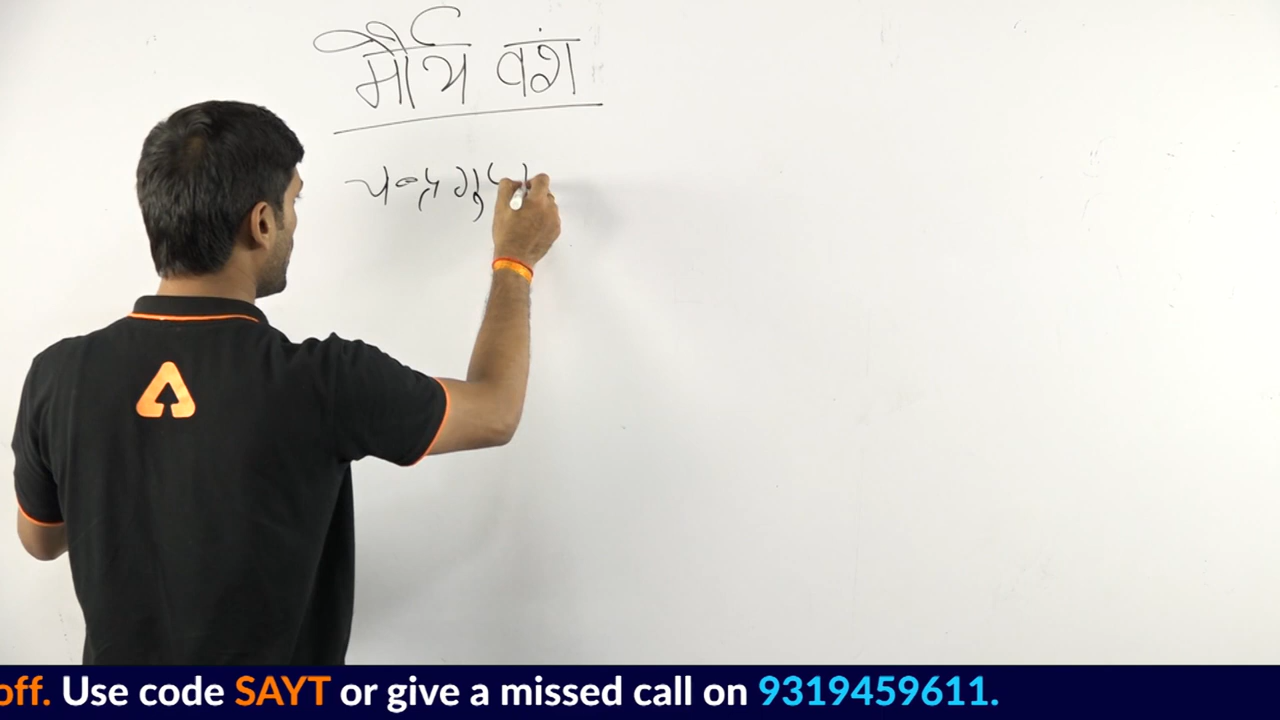 मौर्य वंश
चन्द्रगुप्
off. Use code SAYT or give a missed call on 9319459611.